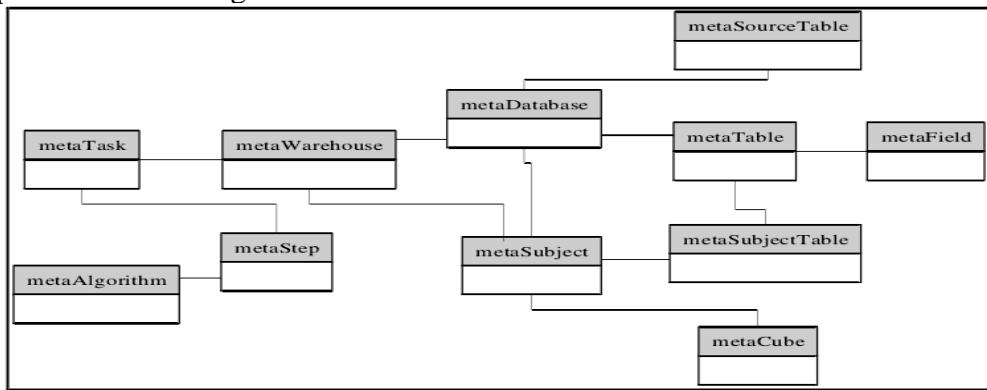 metaSourceTable
metaDatabase
metaTask
metaWarehouse
metaTable
metaField
metaStep
metaSubject
metaSubjectTable
metaAlgorithm
metaCube